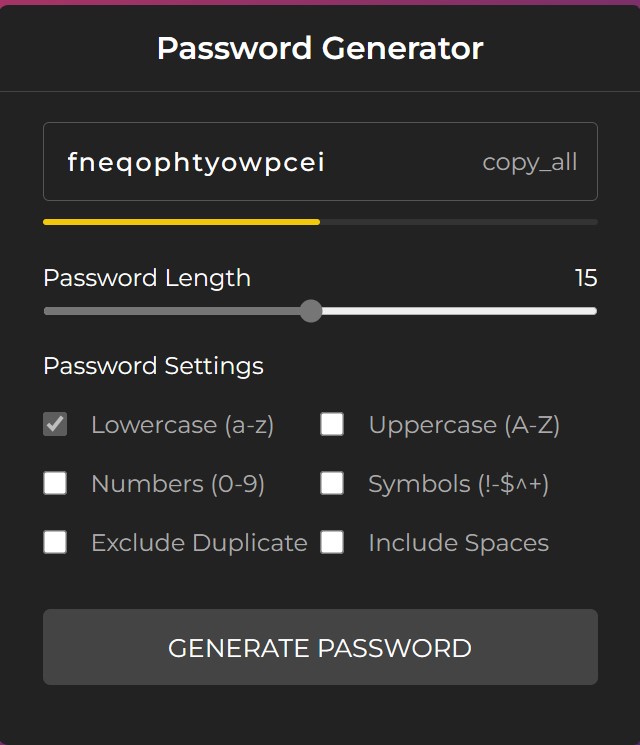 Password Generator
fneqophtyowpcei copy_all
Password Length 15
Password Settings
Lowercase (a-z) Uppercase (A-Z)
Numbers (0-9) Symbols (!-$^+)
Exclude Duplicate Include Spaces
GENERATE PASSWORD